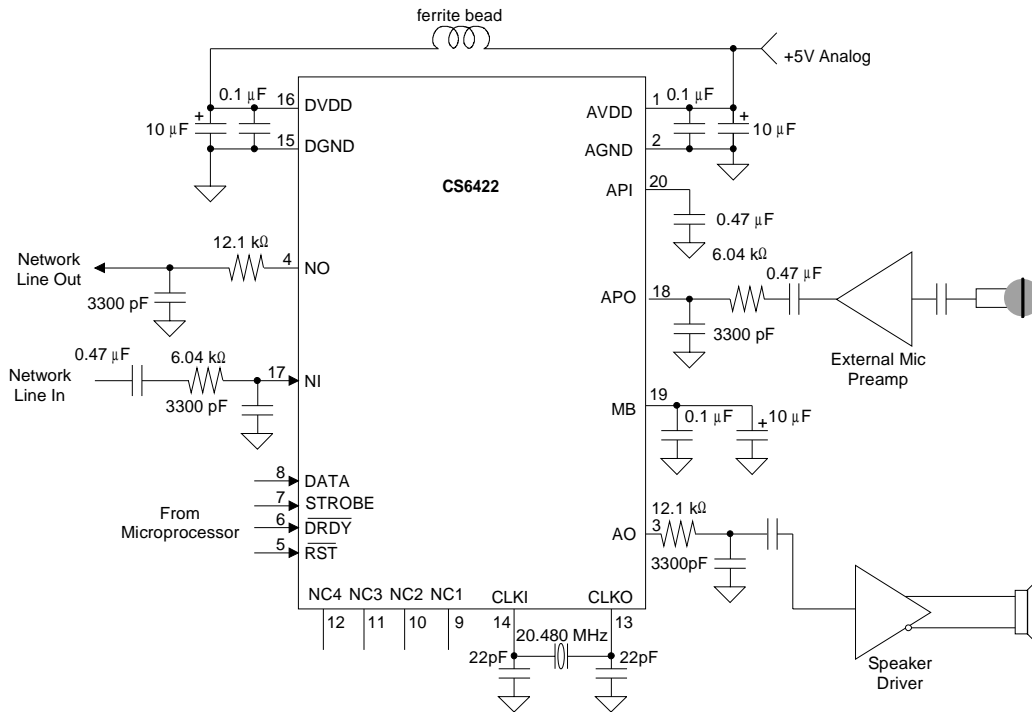 ferrite bead
+5V Analog
0.1 μF
16
DVDD
+
10 μF
15
DGND
AVDD
1
0.1 μF
+
10 μF
AGND
2
CS6422
API
20
0.47 μF
12.1 kΩ
Network
Line Out
4
NO
3300 pF
6.04 kΩ
0.47 μF
APO
18
3300 pF
External Mic
Preamp
0.47 μF
6.04 kΩ
Network
Line In
17
NI
3300 pF
MB
19
0.1 μF
+
10 μF
8
DATA
7
STROBE
From
Microprocessor
6
DRDY
5
RST
12.1 kΩ
AO
3
3300pF
NC4
NC3
NC2
NC1
CLKI
CLKO
12
11
10
9
14
13
20.480 MHz
22pF
22pF
Speaker
Driver